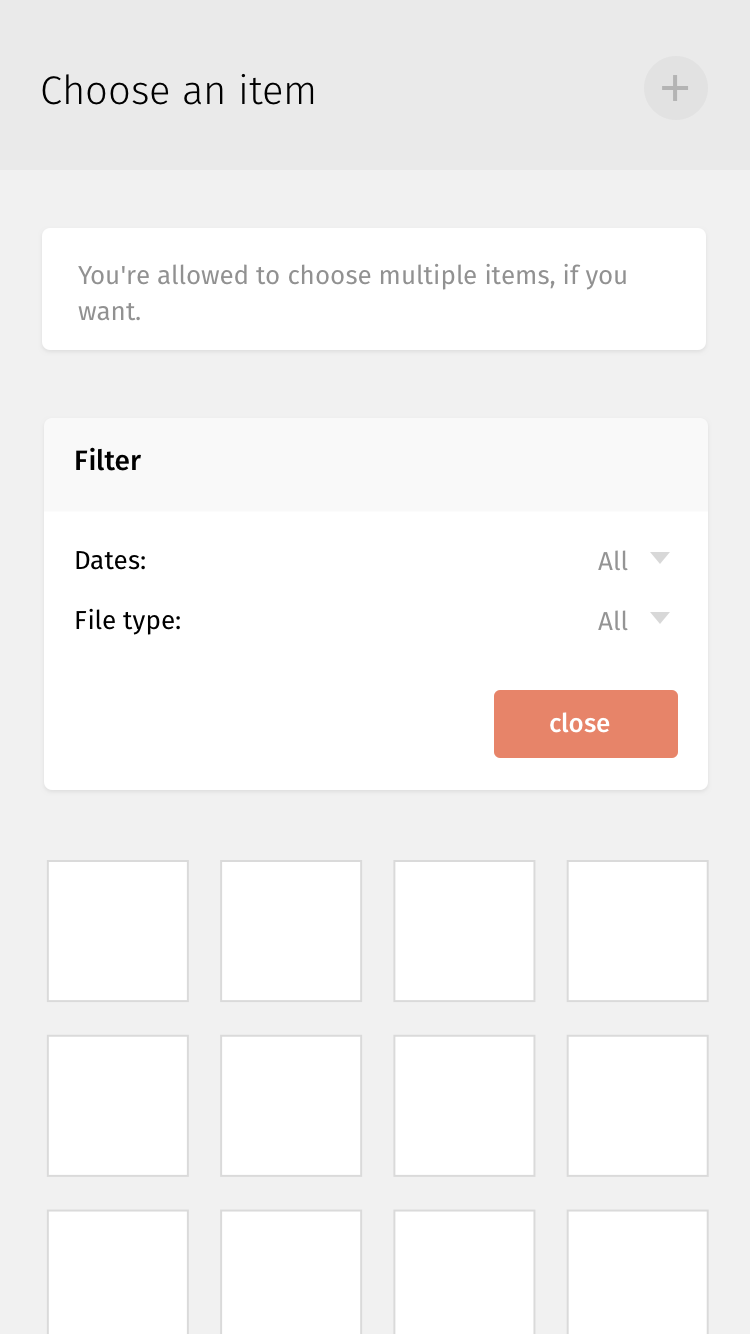 Choose an item
You're allowed to choose multiple items, if you
want.
Filter
Dates: All
File type: All
close